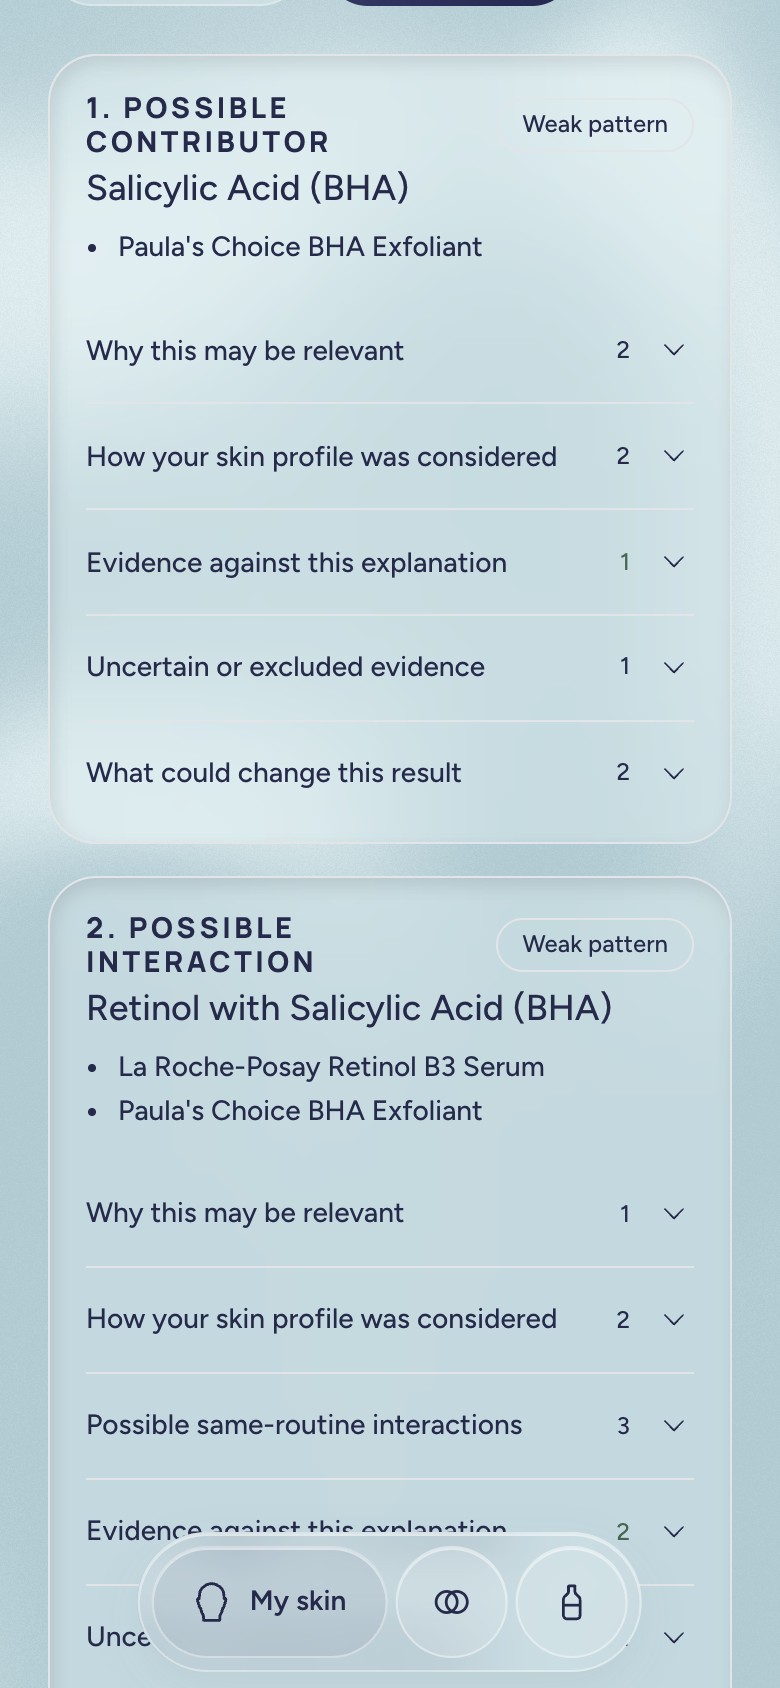 1. POSSIBLE
CONTRIBUTOR
Weak pattern
Salicylic Acid (BHA)
• Paula's Choice BHA Exfoliant
Why this may be relevant 2
How your skin profile was considered 2
Evidence against this explanation 1
Uncertain or excluded evidence 1
What could change this result 2
2. POSSIBLE
INTERACTION
Weak pattern
Retinol with Salicylic Acid (BHA)
• La Roche-Posay Retinol B3 Serum
• Paula's Choice BHA Exfoliant
Why this may be relevant 1
How your skin profile was considered 2
Possible same-routine interactions 3
Evidence against this explanation 2
My skin